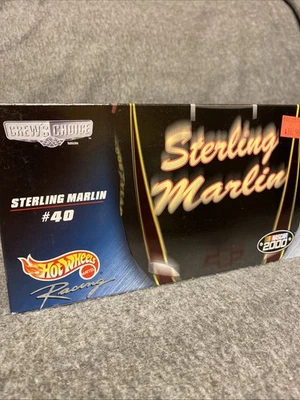 CREW'S CHOICE
STERLING MARLIN
#40
Hot Wheels
Racing
Sterling
Marlin
NASCAR
2000